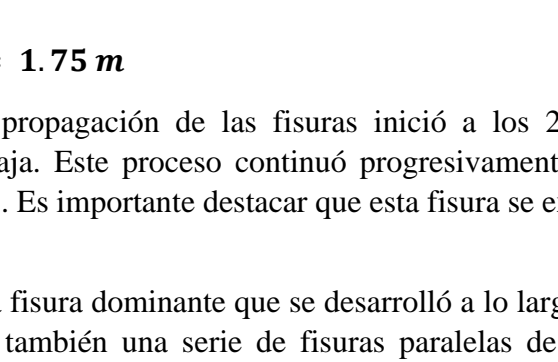 1.75 m
propagación de las fisuras inició a los 2
aja. Este proceso continuó progresivament
. Es importante destacar que esta fisura se e
fisura dominante que se desarrolló a lo larg
también una serie de fisuras paralelas de